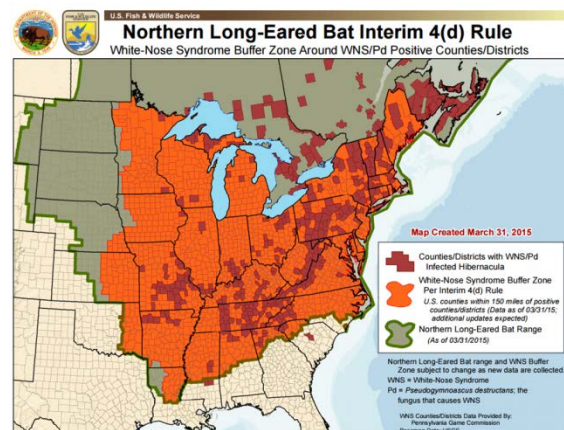 U.S. Fish & Wildlife Service
Northern Long-Eared Bat Interim 4(d) Rule
White-Nose Syndrome Buffer Zone Around WNS/Pd Positive Counties/Districts
Map Created March 31, 2015
Counties/Districts with WNS/Pd
Infected Hibernacula
White-Nose Syndrome Buffer Zone
Per Interim 4(d) Rule
U.S. counties within 150 miles of positive
counties/districts (Data as of 03/31/15;
additional updates expected)
Northern Long-Eared Bat Range
(As of 03/31/2015)
Northern Long-Eared Bat range and WNS Buffer
Zone subject to change as new data are collected.
WNS = White-Nose Syndrome
Pd = Pseudogymnoascus destructans; the
fungus that causes WNS
WNS Counties/Districts Data Provided By:
Pennsylvania Game Commission